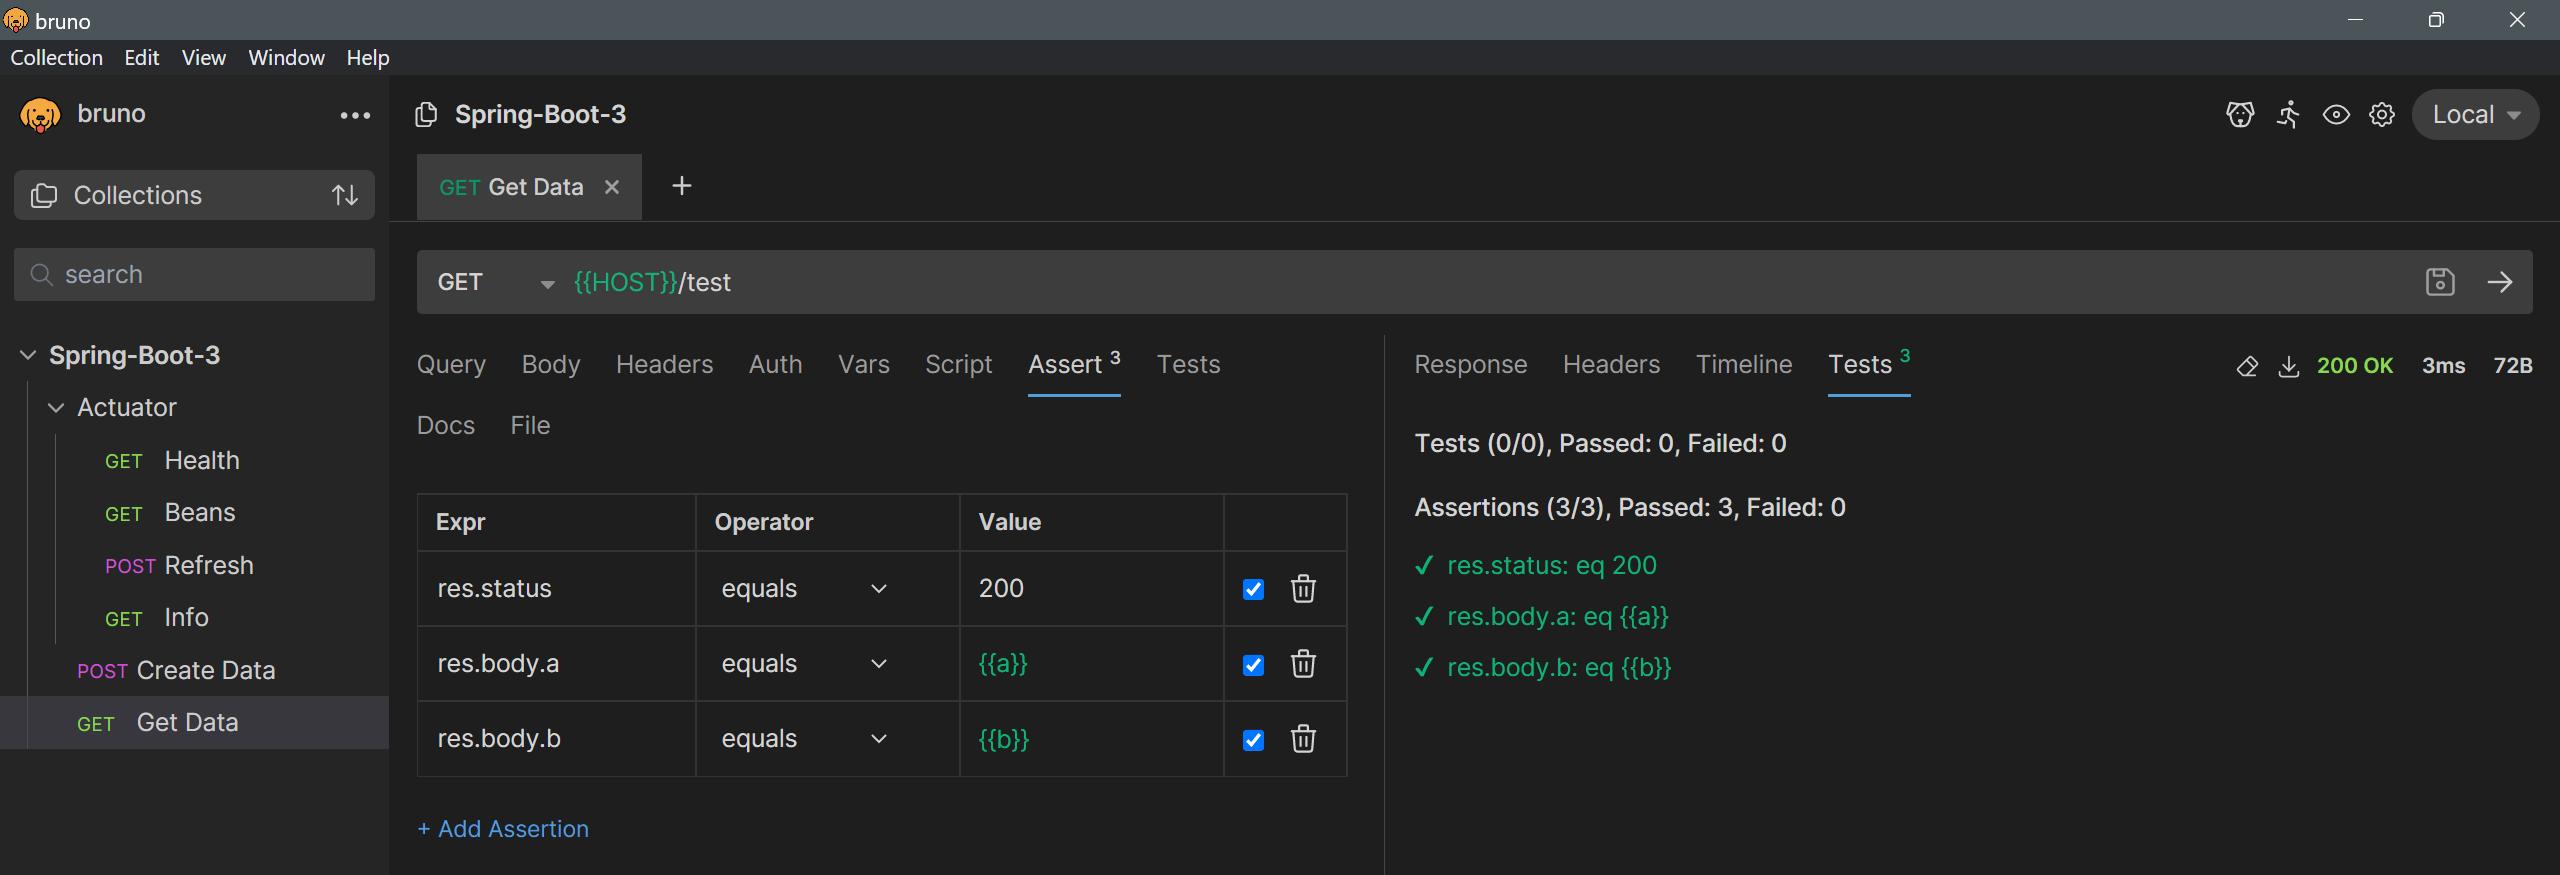 bruno
Collection Edit View Window Help
bruno
Collections
search
Spring-Boot-3
Actuator
GET Health
GET Beans
POST Refresh
GET Info
POST Create Data
GET Get Data
Spring-Boot-3
Local
GET Get Data
GET {{HOST}}/test
Query Body Headers Auth Vars Script Assert 3 Tests
Docs File
Expr Operator Value
res.status equals 200
res.body.a equals {{a}}
res.body.b equals {{b}}
+ Add Assertion
Response Headers Timeline Tests 3 200 OK 3ms 72B
Tests (0/0), Passed: 0, Failed: 0
Assertions (3/3), Passed: 3, Failed: 0
✓ res.status: eq 200
✓ res.body.a: eq {{a}}
✓ res.body.b: eq {{b}}